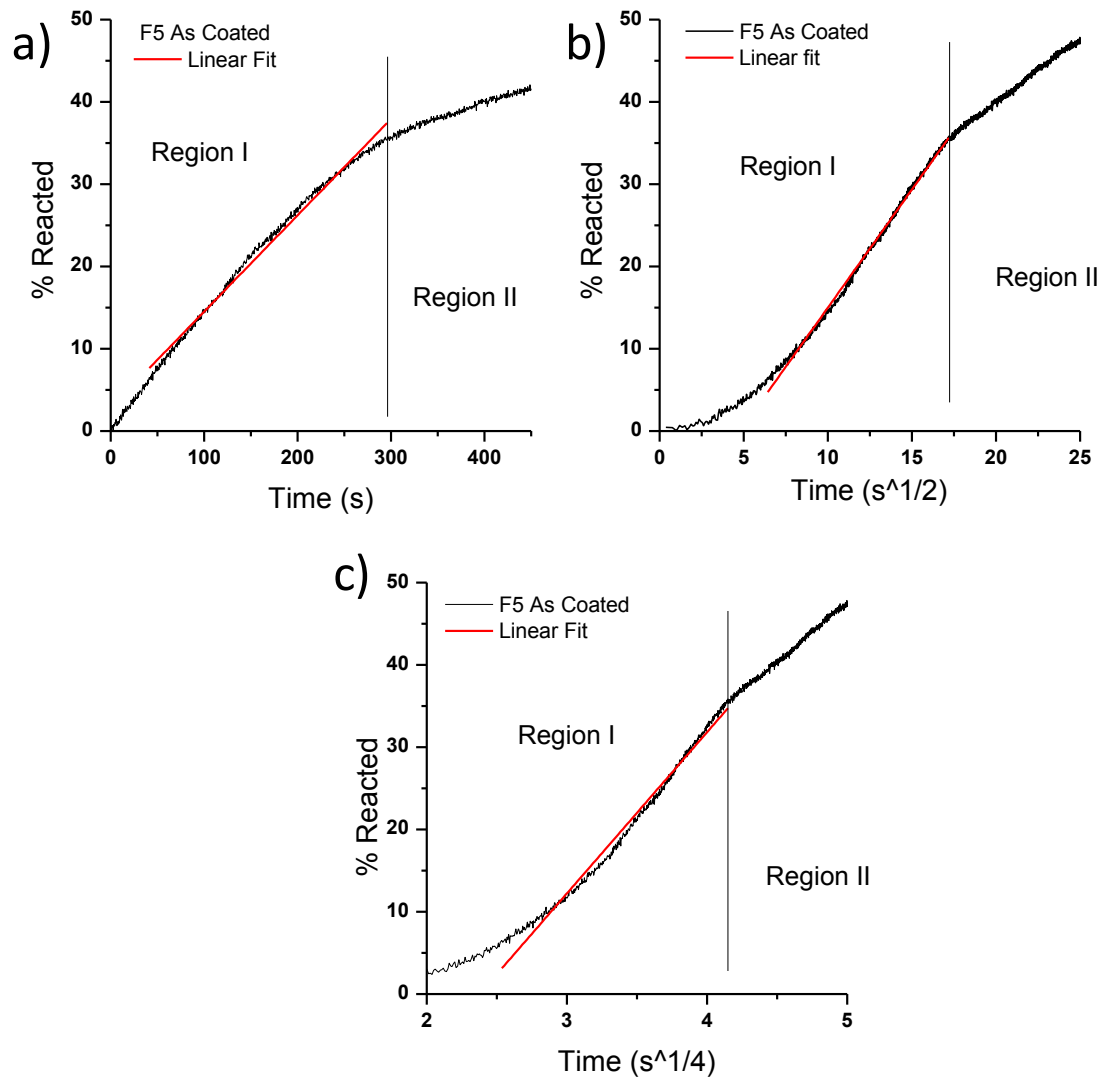 a)
F5 As Coated
Linear Fit
Region I
Region II
% Reacted
50
40
30
20
10
0
0 100 200 300 400
Time (s)
b)
F5 As Coated
Linear fit
Region I
Region II
% Reacted
50
40
30
20
10
0
0 5 10 15 20 25
Time (s^1/2)
c)
F5 As Coated
Linear Fit
Region I
Region II
% Reacted
50
40
30
20
10
0
2 3 4 5
Time (s^1/4)